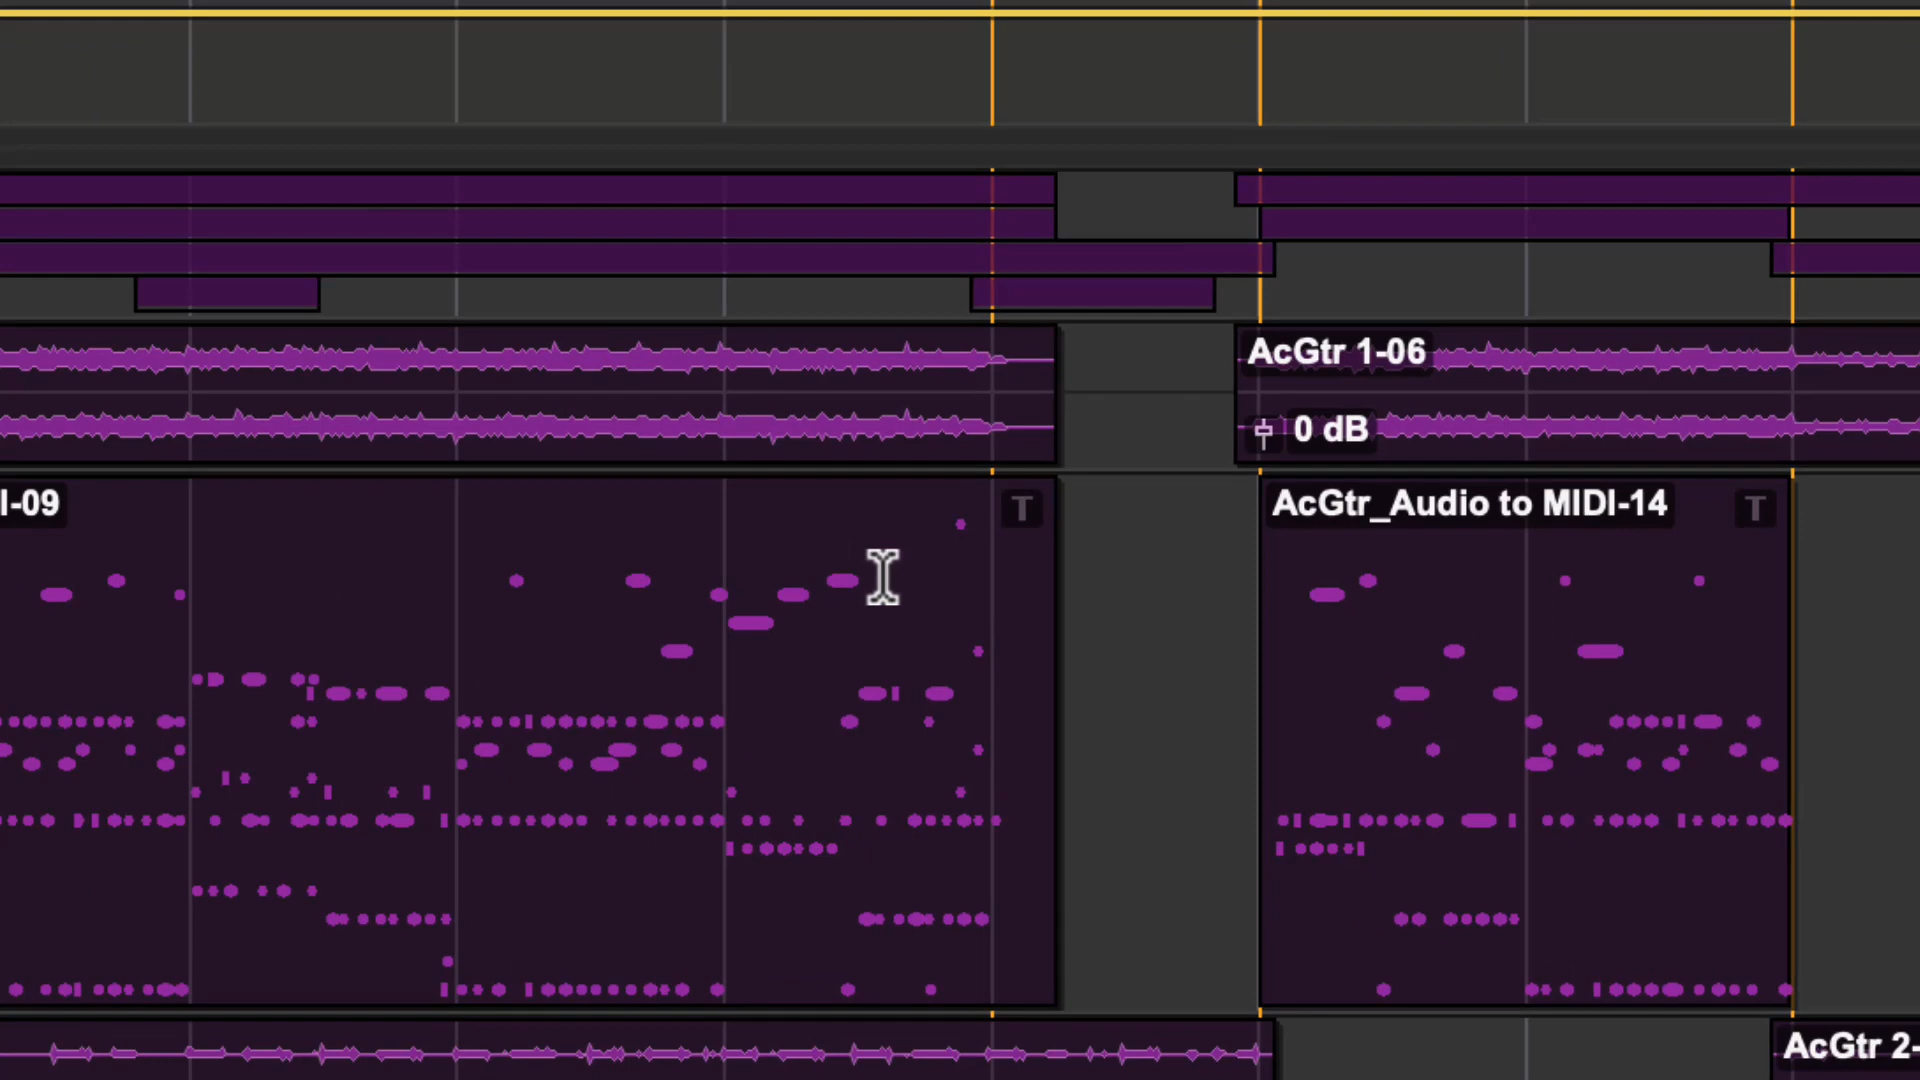 AcGtr 1-06
0 dB
I-09
T
AcGtr_Audio to MIDI-14
T
AcGtr 2-